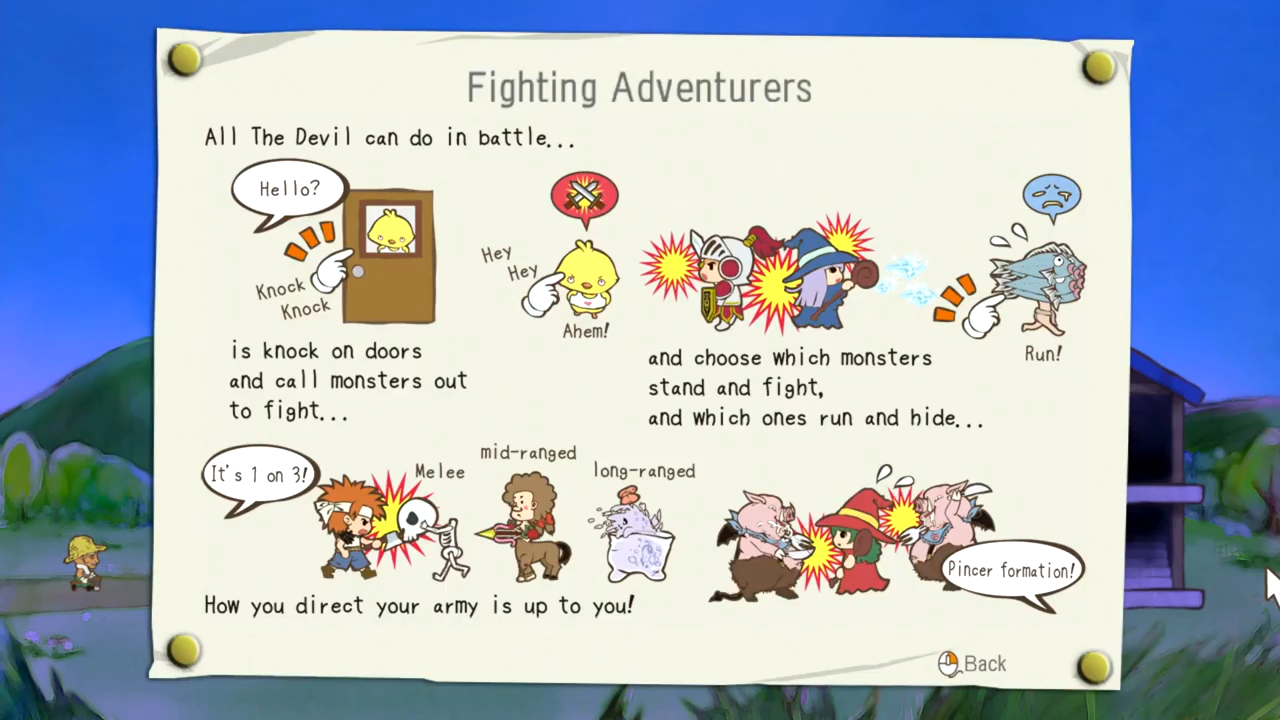 Fighting Adventurers
All The Devil can do in battle...
Hello?
Knock
Knock
is knock on doors
and call monsters out
to fight...
Hey
Hey
Ahem!
and choose which monsters
stand and fight,
and which ones run and hide...
Run!
It's 1 on 3!
Melee
mid-ranged
long-ranged
Pincer formation!
How you direct your army is up to you!
Back